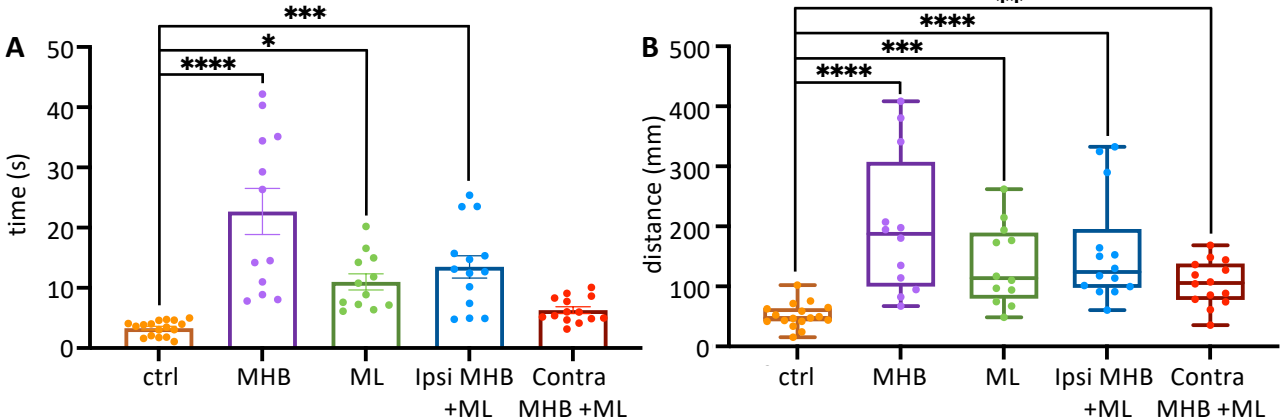 ***
A
*
****
50
40
30
20
10
0
time (s)
ctrl
MHB
ML
Ipsi MHB
+ML
Contra
MHB +ML
B
****
***
****
500
400
300
200
100
0
distance (mm)
ctrl
MHB
ML
Ipsi MHB
+ML
Contra
MHB +ML